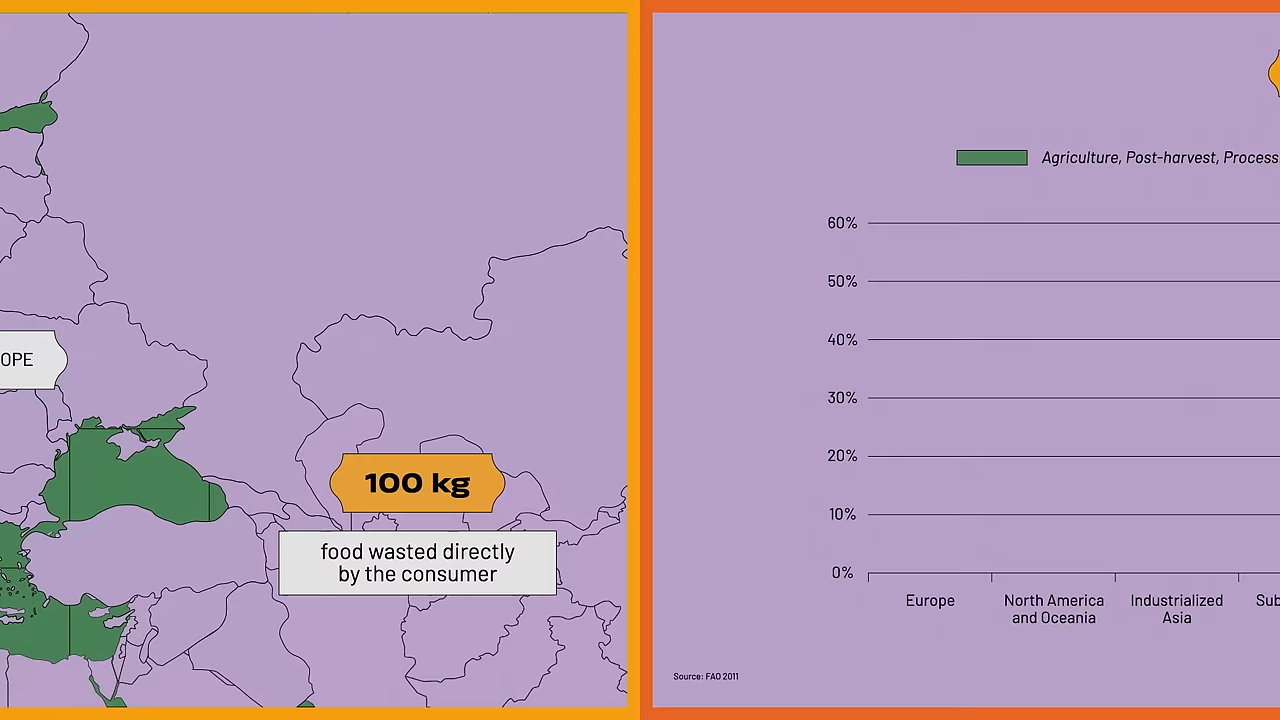 OPE
100 kg
food wasted directly
by the consumer
Agriculture, Post-harvest, Process
60%
50%
40%
30%
20%
10%
0%
Europe
North America
and Oceania
Industrialized
Asia
Sub
Source: FAO 2011